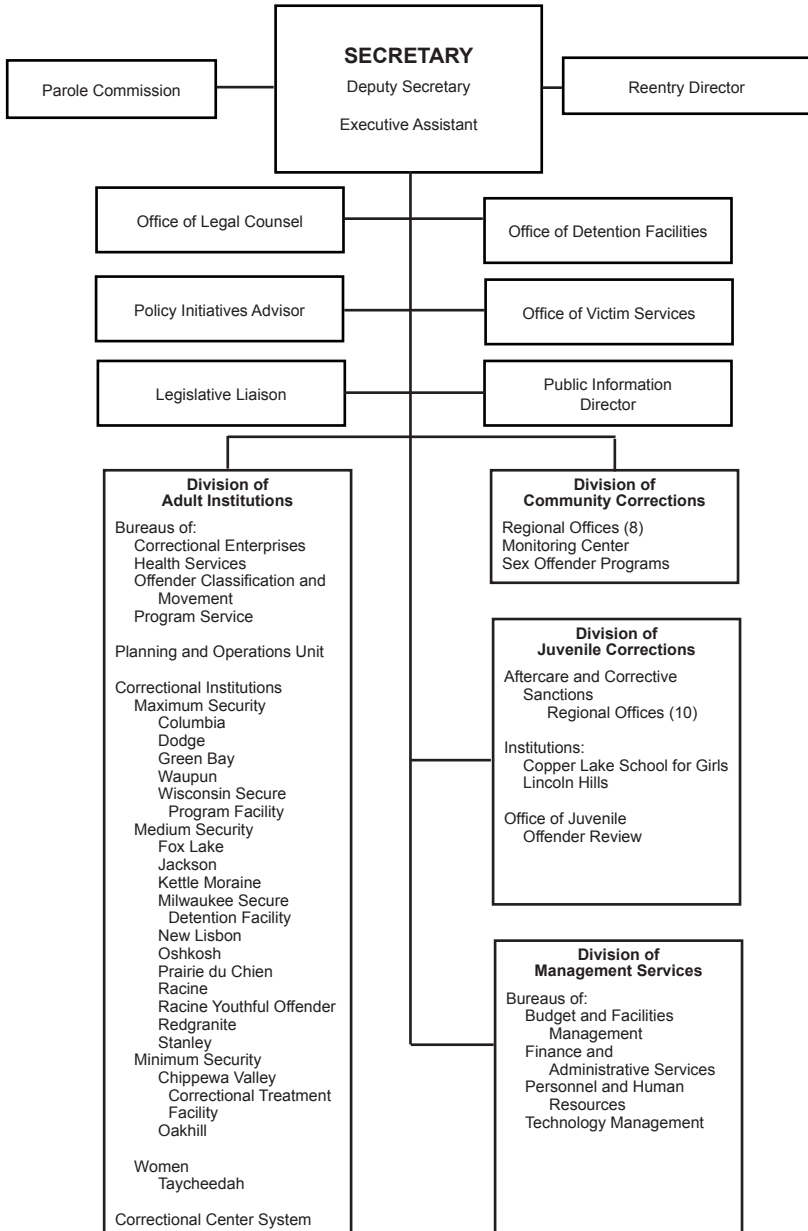 SECRETARY
Deputy Secretary
Executive Assistant
Parole Commission
Reentry Director
Office of Legal Counsel
Office of Detention Facilities
Policy Initiatives Advisor
Office of Victim Services
Legislative Liaison
Public Information
Director
Division of
Adult Institutions
Bureaus of:
Correctional Enterprises
Health Services
Offender Classification and
Movement
Program Service
Planning and Operations Unit
Correctional Institutions
Maximum Security
Columbia
Dodge
Green Bay
Waupun
Wisconsin Secure
Program Facility
Medium Security
Fox Lake
Jackson
Kettle Moraine
Milwaukee Secure
Detention Facility
New Lisbon
Oshkosh
Prairie du Chien
Racine
Racine Youthful Offender
Redgranite
Stanley
Minimum Security
Chippewa Valley
Correctional Treatment
Facility
Oakhill
Women
Taycheedah
Correctional Center System
Division of
Community Corrections
Regional Offices (8)
Monitoring Center
Sex Offender Programs
Division of
Juvenile Corrections
Aftercare and Corrective
Sanctions
Regional Offices (10)
Institutions:
Copper Lake School for Girls
Lincoln Hills
Office of Juvenile
Offender Review
Division of
Management Services
Bureaus of:
Budget and Facilities
Management
Finance and
Administrative Services
Personnel and Human
Resources
Technology Management